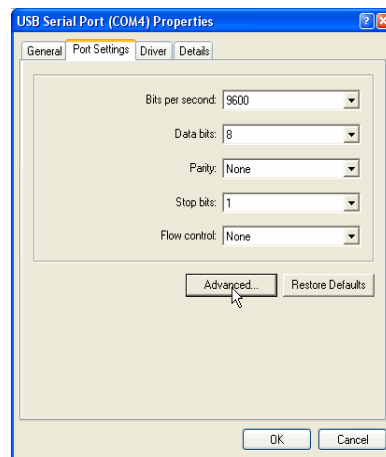 USB Serial Port (COM4) Properties
General Port Settings Driver Details
Bits per second: 9600
Data bits: 8
Parity: None
Stop bits: 1
Flow control: None
Advanced... Restore Defaults
OK Cancel